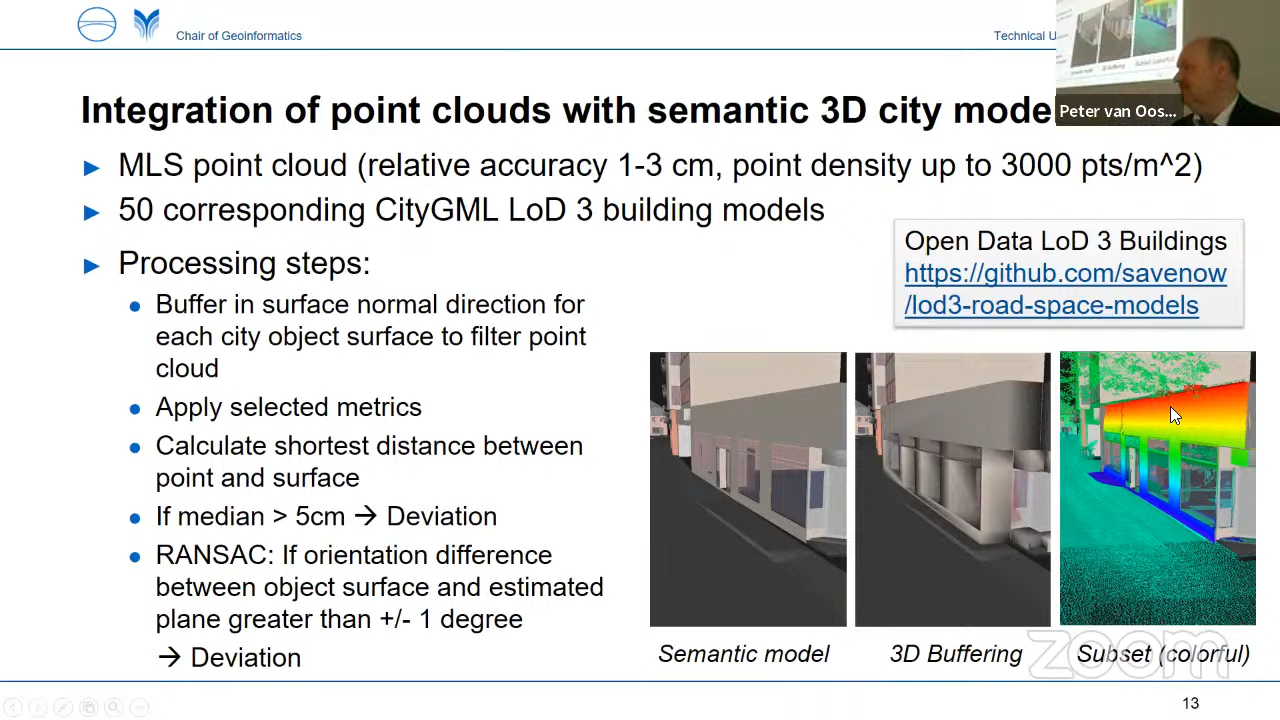 Chair of Geoinformatics
Technical U
Peter van Oos...
Integration of point clouds with semantic 3D city mode
► MLS point cloud (relative accuracy 1-3 cm, point density up to 3000 pts/m^2)
► 50 corresponding CityGML LoD 3 building models
Open Data LoD 3 Buildings
https://github.com/savenow
/lod3-road-space-models
► Processing steps:
• Buffer in surface normal direction for
each city object surface to filter point
cloud
• Apply selected metrics
• Calculate shortest distance between
point and surface
• If median > 5cm → Deviation
• RANSAC: If orientation difference
between object surface and estimated
plane greater than +/- 1 degree
→ Deviation
Semantic model
3D Buffering
Subset (colorful)
zoom
13